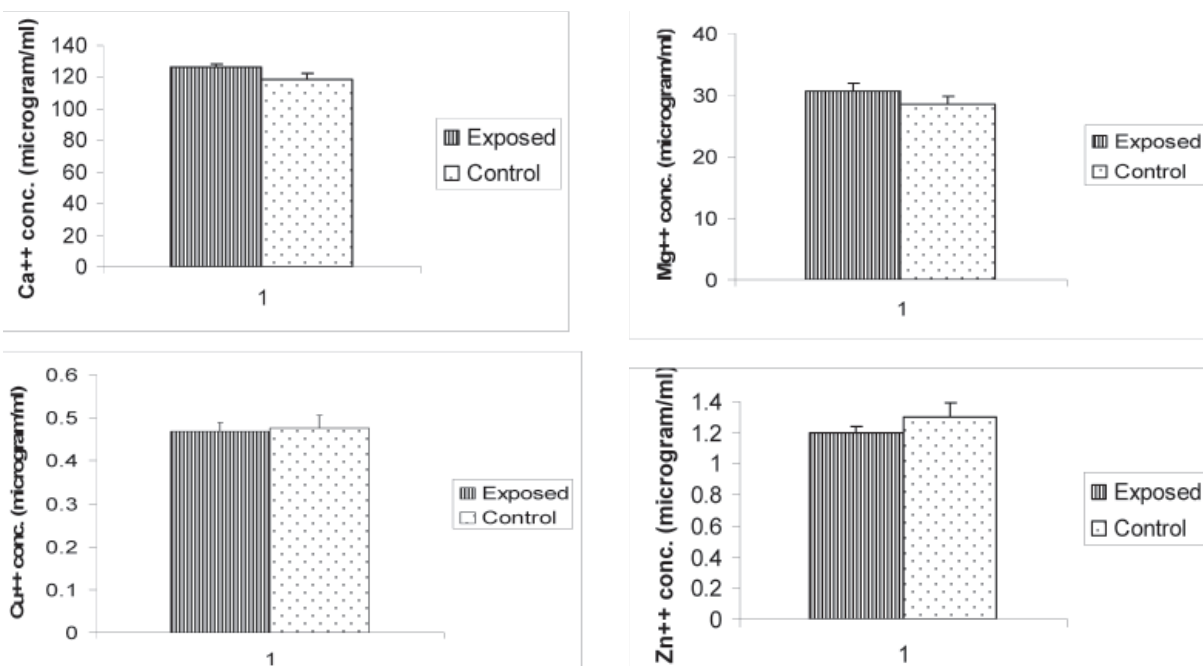 Ca++ conc. (microgram/ml)
140
120
100
80
60
40
20
0
1
Exposed
Control
Mg++ conc. (microgram/ml)
40
30
20
10
0
1
Exposed
Control
Cu++ conc. (microgram/ml)
0.6
0.5
0.4
0.3
0.2
0.1
0
1
Exposed
Control
Zn++ conc. (microgram/ml)
1.4
1.2
1
0.8
0.6
0.4
0.2
0
1
Exposed
Control